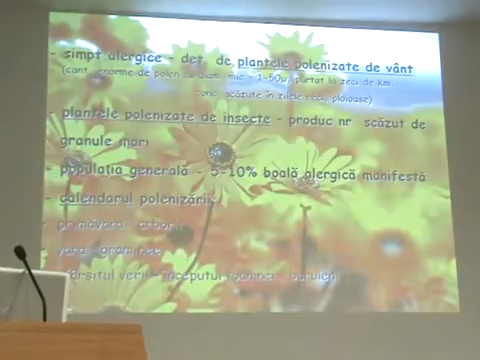 - simpt alergice - det de plantele polenizate de vânt
(cant enorme de polen cu diam mic - 1-50µ, purtat la zeci de km,
conc scăzute în zilele reci, ploioase)
plantele polenizate de insecte - produc nr scăzut de
granule mari
- populația generală - 5-10% boală alergică manifestă
- calendarul polenizării:
- primăvara arbori
- vara graminee
- sfârșitul verii - începutul toamnei buruieni